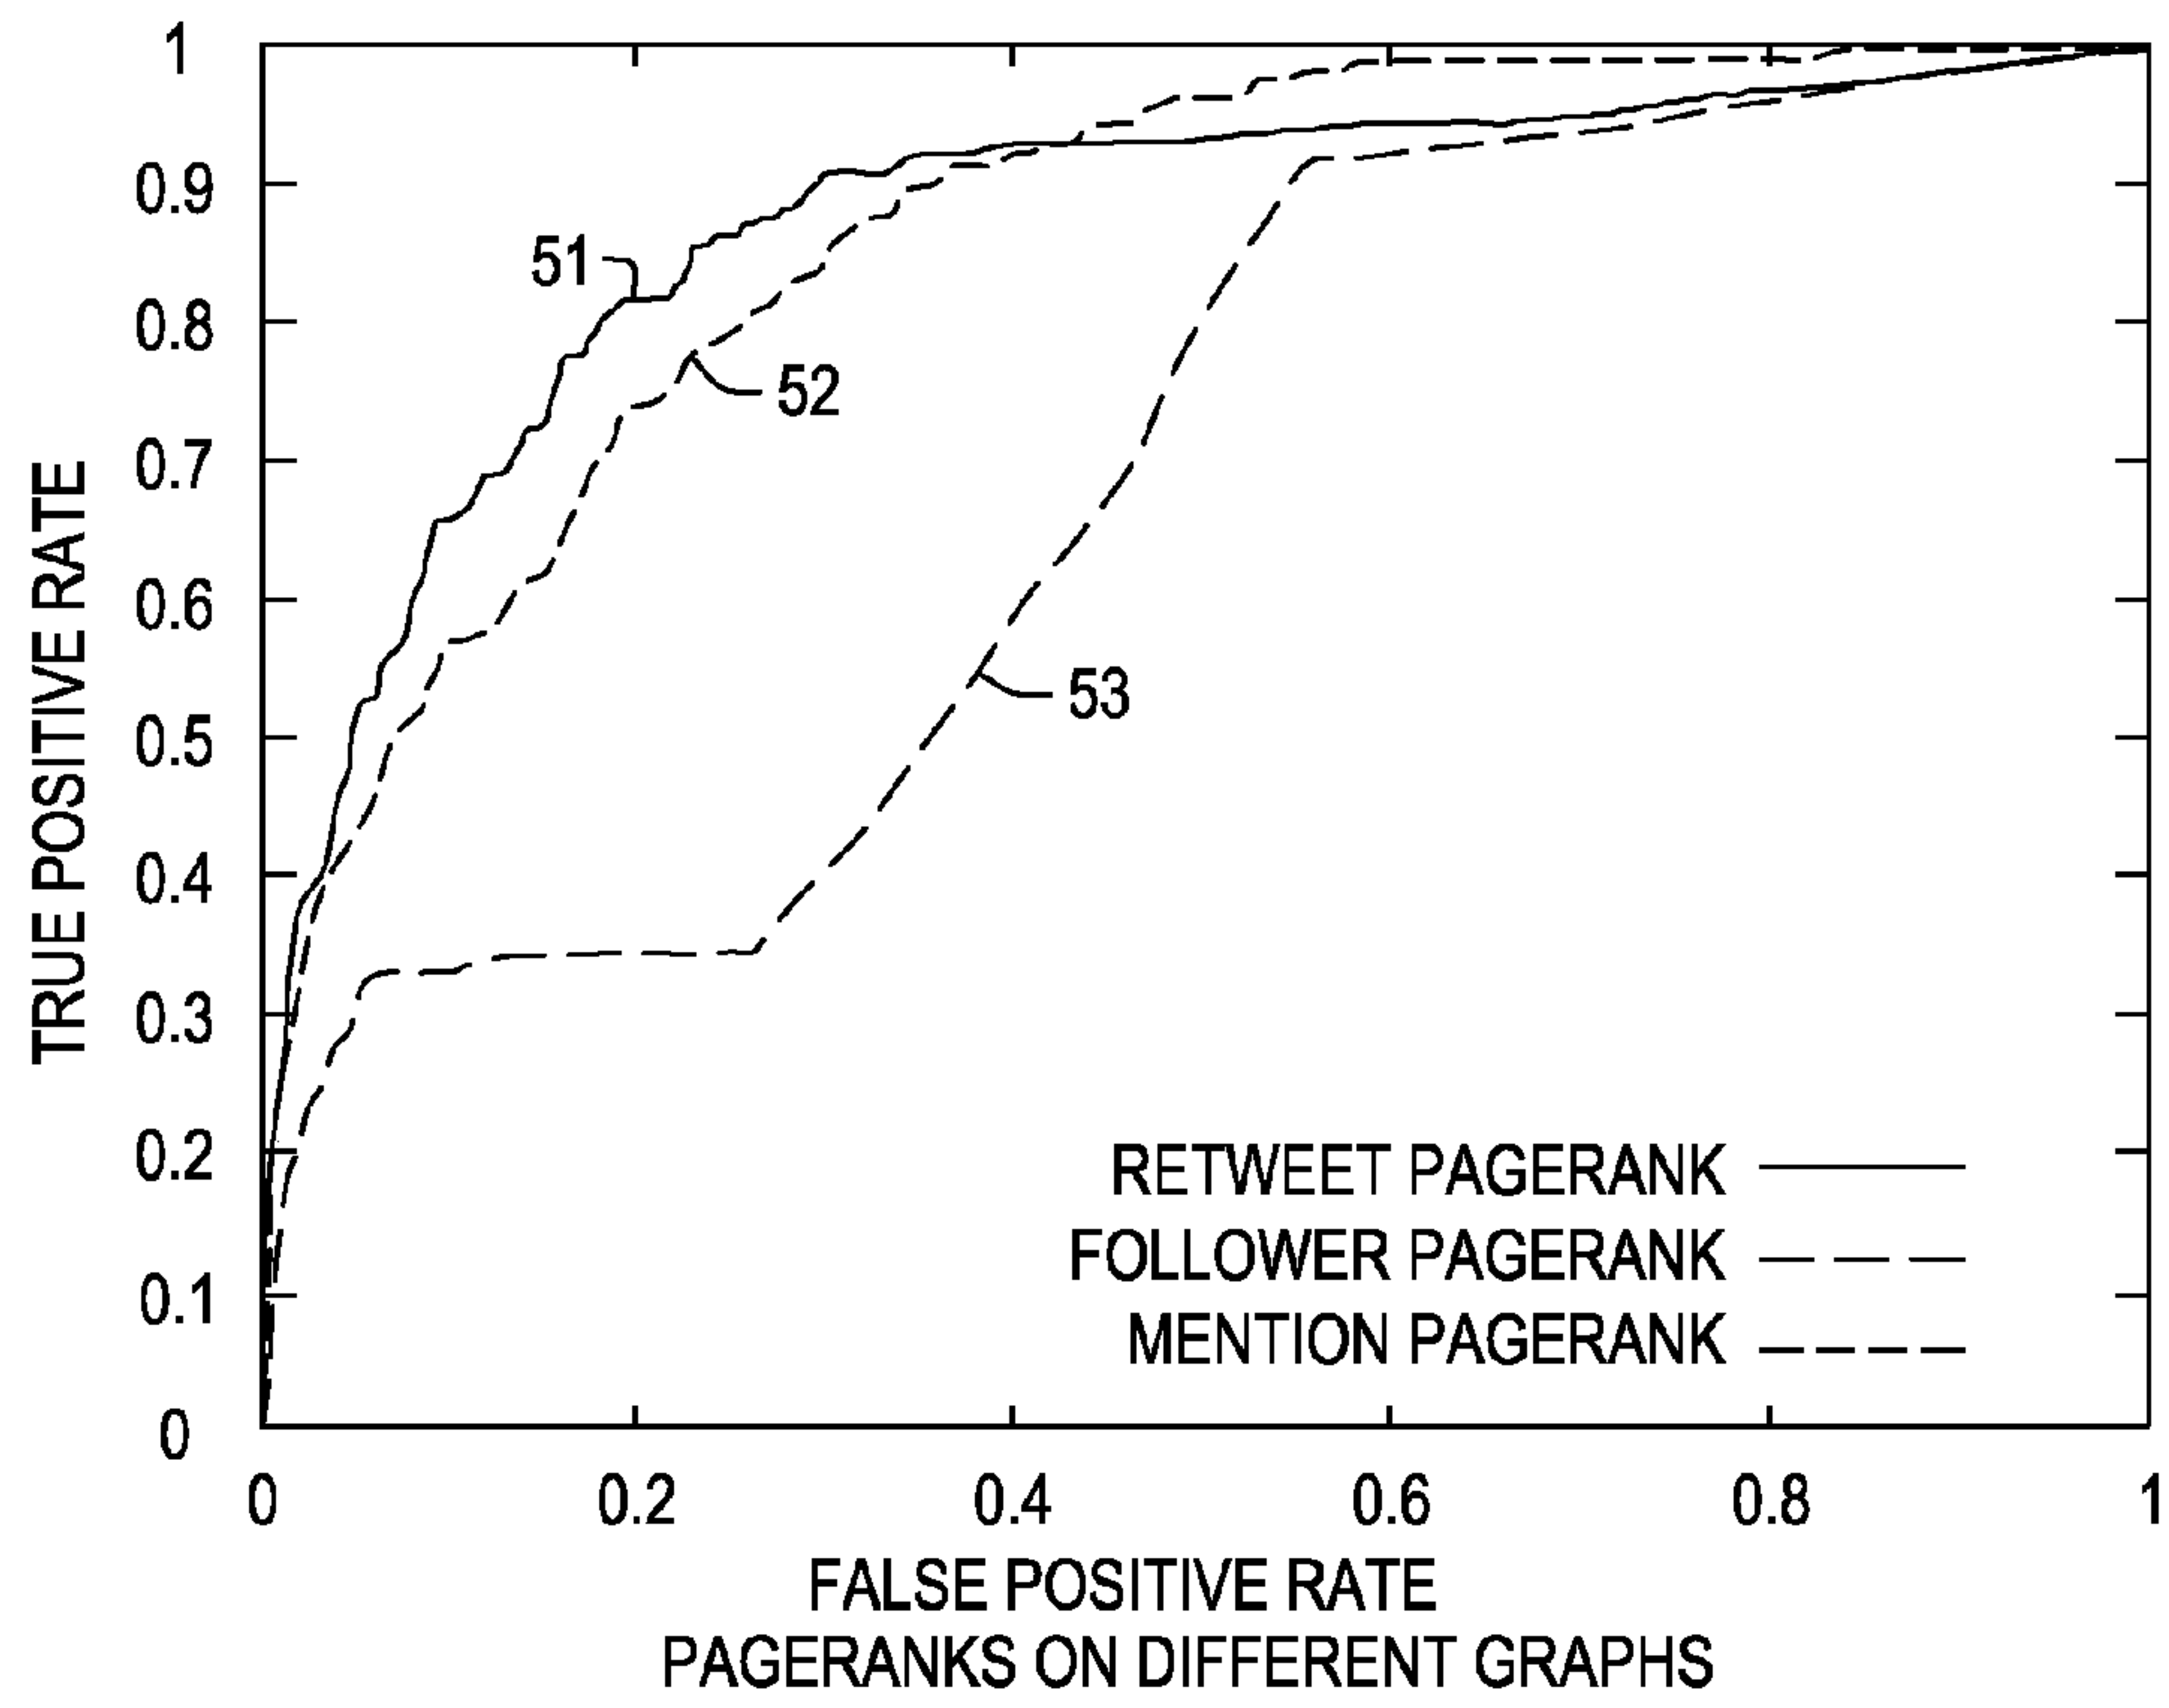 1
0.9
0.8
0.7
0.6
0.5
0.4
0.3
0.2
0.1
0
TRUE POSITIVE RATE
51
52
53
RETWEET PAGERANK
FOLLOWER PAGERANK
MENTION PAGERANK
0 0.2 0.4 0.6 0.8 1
FALSE POSITIVE RATE
PAGERANKS ON DIFFERENT GRAPHS